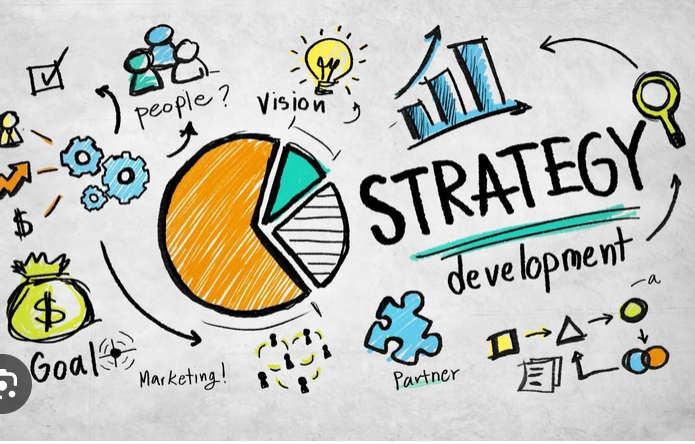 people?
Vision
STRATEGY
development
$
$
Goal
Marketing!
Partner
a